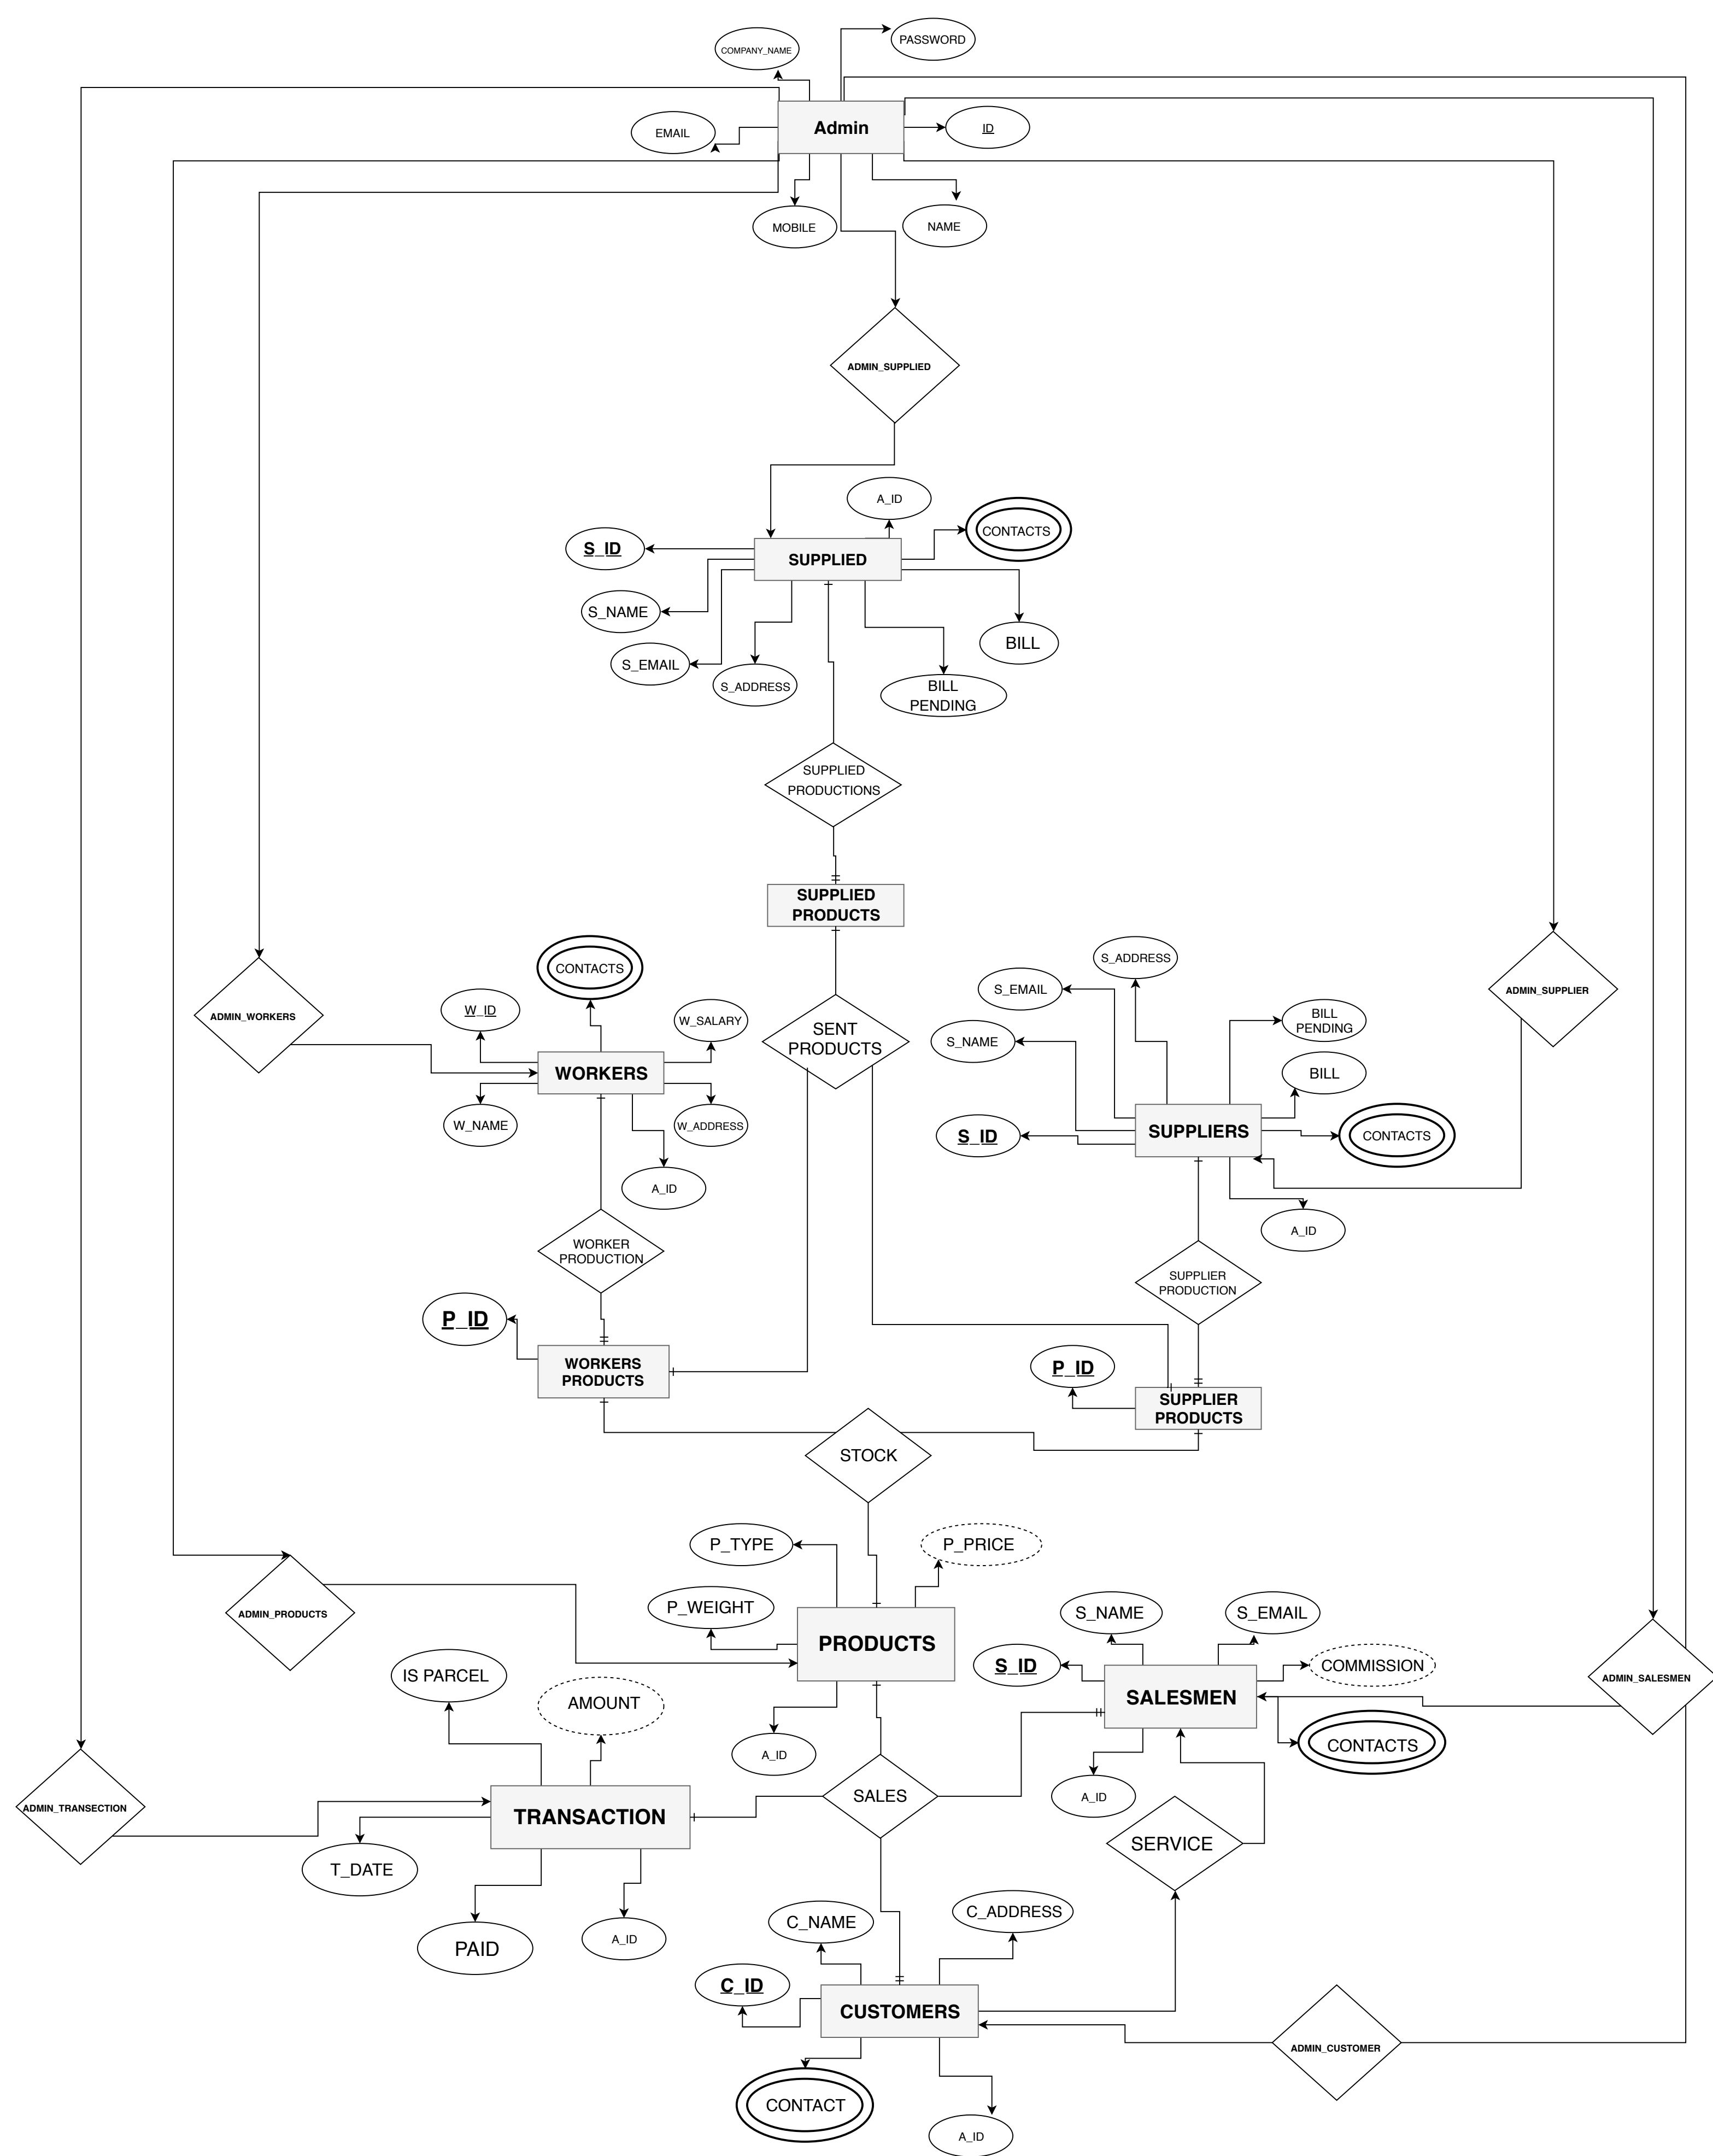 PASSWORD
COMPANY_NAME
Admin
ID
EMAIL
MOBILE
NAME
ADMIN_SUPPLIED
A_ID
CONTACTS
S_ID
SUPPLIED
S_NAME
BILL
S_EMAIL
S_ADDRESS
BILL
PENDING
SUPPLIED
PRODUCTIONS
SUPPLIED
PRODUCTS
CONTACTS
S_ADDRESS
S_EMAIL
ADMIN_SUPPLIER
W_ID
W_SALARY
ADMIN_WORKERS
SENT
PRODUCTS
S_NAME
BILL
PENDING
WORKERS
BILL
W_NAME
W_ADDRESS
S_ID
SUPPLIERS
CONTACTS
A_ID
A_ID
WORKER
PRODUCTION
SUPPLIER
PRODUCTION
P_ID
WORKERS
PRODUCTS
P_ID
SUPPLIER
PRODUCTS
STOCK
P_TYPE
P_PRICE
P_WEIGHT
ADMIN_PRODUCTS
PRODUCTS
S_NAME
S_EMAIL
S_ID
COMMISSION
IS PARCEL
ADMIN_SALESMEN
AMOUNT
SALESMEN
CONTACTS
A_ID
ADMIN_TRANSECTION
TRANSACTION
SALES
A_ID
SERVICE
T_DATE
C_NAME
C_ADDRESS
PAID
A_ID
C_ID
CUSTOMERS
ADMIN_CUSTOMER
CONTACT
A_ID